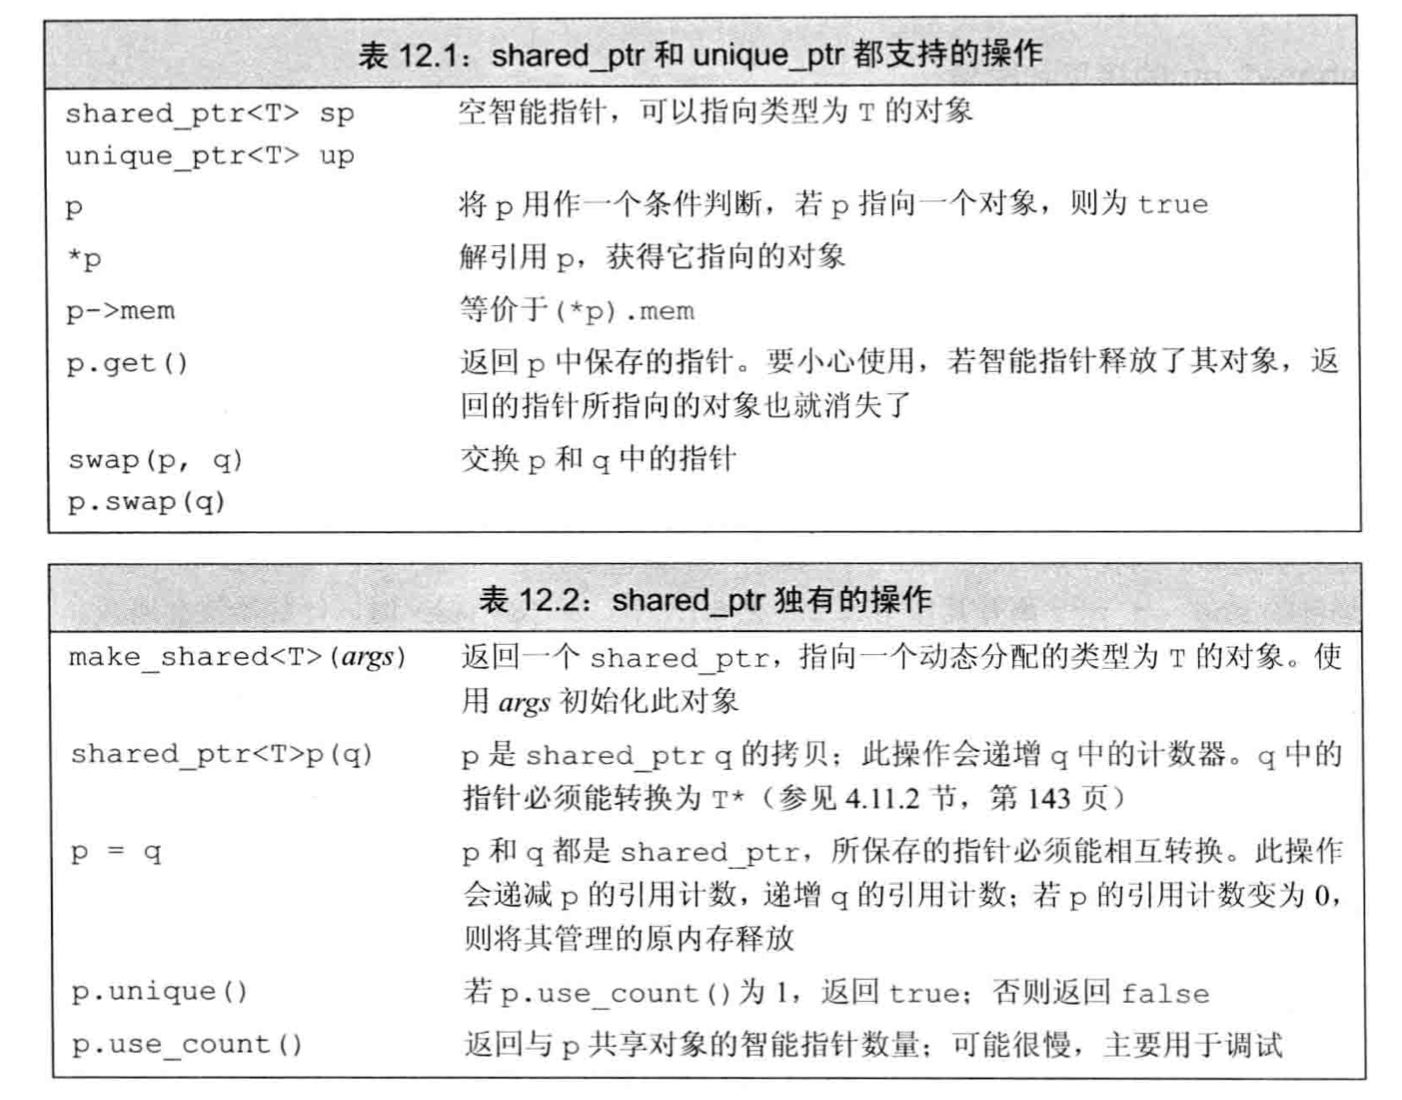 表 12.1：shared_ptr 和 unique_ptr 都支持的操作
shared_ptr<T> sp 空智能指针，可以指向类型为 T 的对象
unique_ptr<T> up
p 将 p 用作一个条件判断，若 p 指向一个对象，则为 true
*p 解引用 p，获得它指向的对象
p->mem 等价于(*p).mem
p.get() 返回 p 中保存的指针。要小心使用，若智能指针释放了其对象，返
回的指针所指向的对象也就消失了
swap(p, q) 交换 p 和 q 中的指针
p.swap(q)
表 12.2：shared_ptr 独有的操作
make_shared<T>(args) 返回一个 shared_ptr，指向一个动态分配的类型为 T 的对象。使
用 args 初始化此对象
shared_ptr<T>p(q) p 是 shared_ptr q 的拷贝；此操作会递增 q 中的计数器。q 中的
指针必须能转换为 T*（参见 4.11.2 节，第 143 页）
p = q p 和 q 都是 shared_ptr，所保存的指针必须能相互转换。此操作
会递减 p 的引用计数，递增 q 的引用计数；若 p 的引用计数变为 0，
则将其管理的原内存释放
p.unique() 若 p.use_count()为 1，返回 true；否则返回 false
p.use_count() 返回与 p 共享对象的智能指针数量；可能很慢，主要用于调试